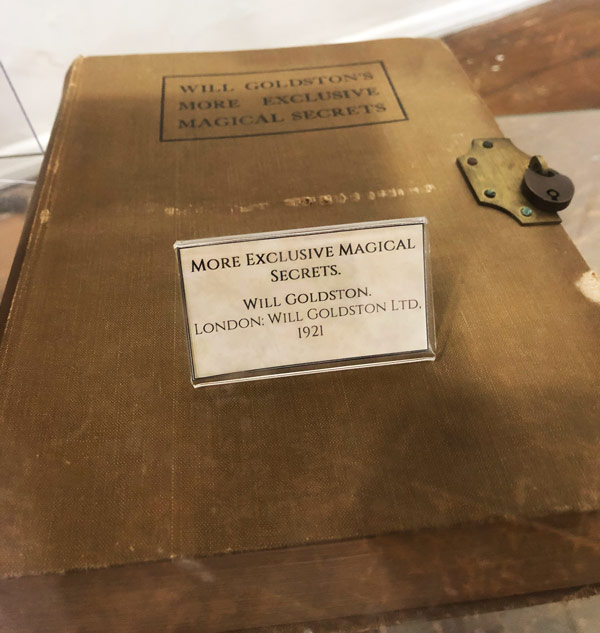 WILL GOLDSTON'S
MORE EXCLUSIVE
MAGICAL SECRETS
MORE EXCLUSIVE MAGICAL
SECRETS.
WILL GOLDSTON.
LONDON: WILL GOLDSTON LTD,
1921